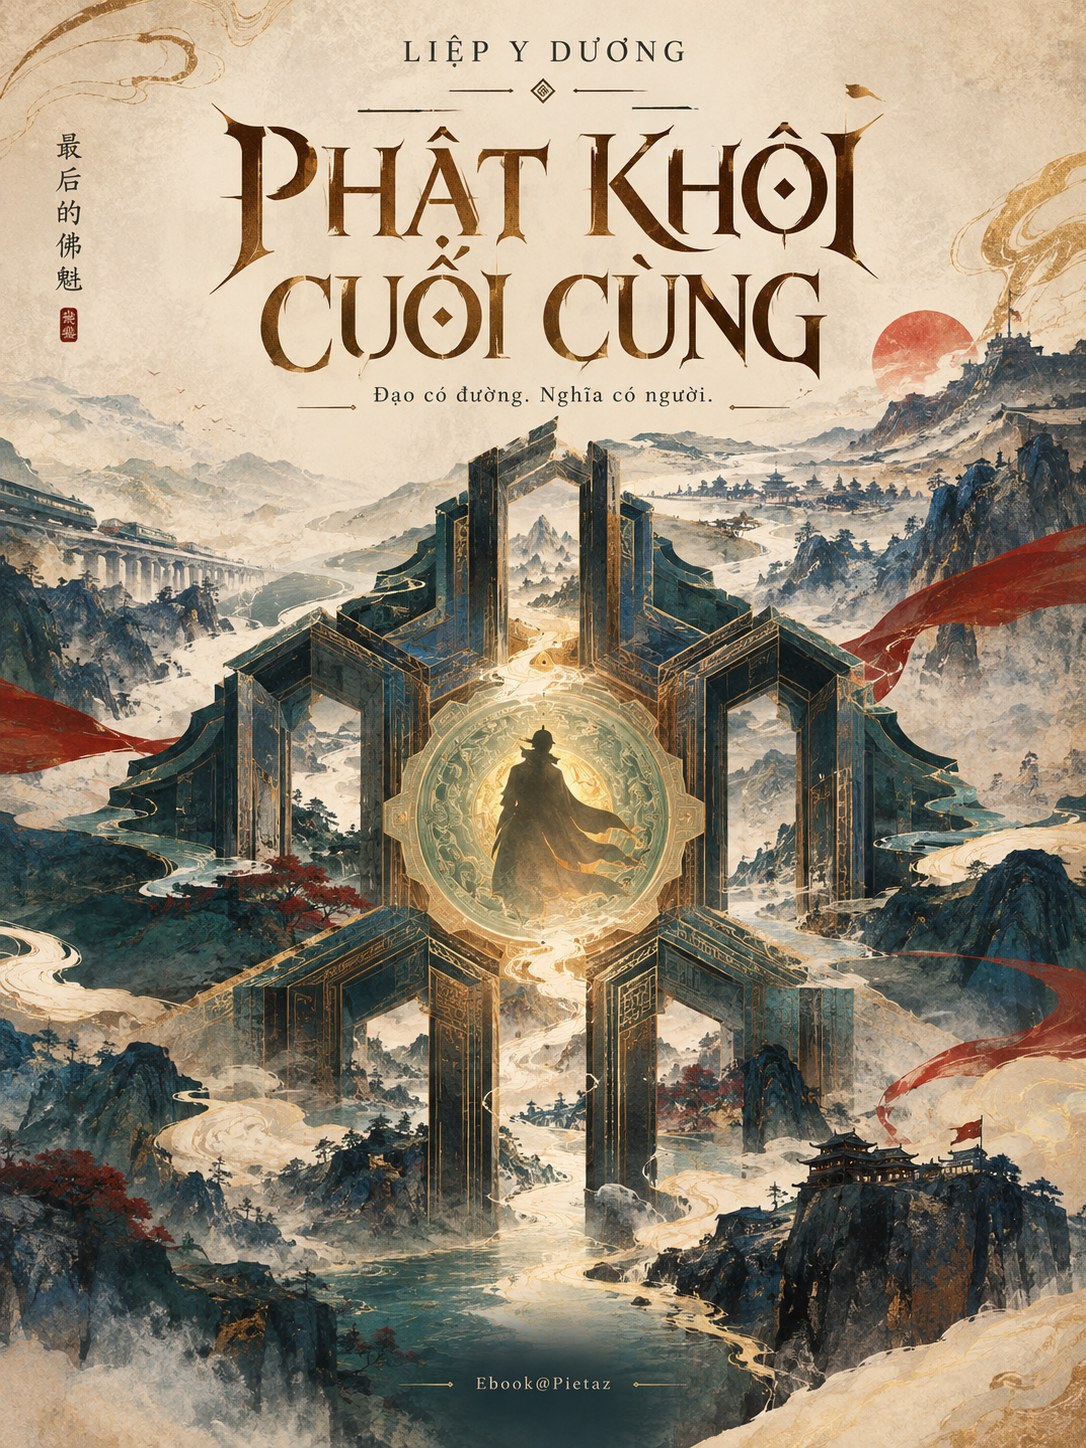 LIỆP Y DƯƠNG
PHẬT KHÔI
CUỐI CÙNG
Đạo có đường. Nghĩa có người.
最后的佛魁
Ebook@Pietaz